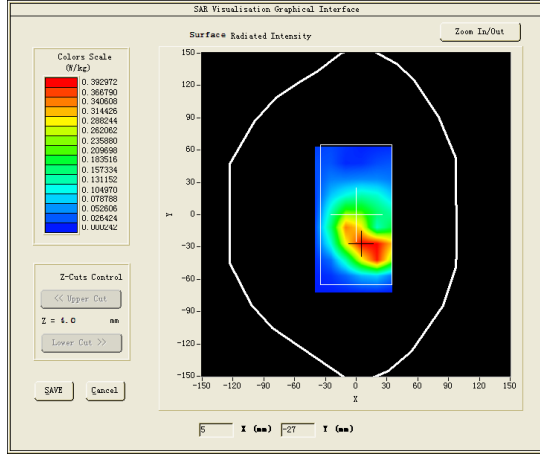 SAR Visualisation Graphical Interface
Surface Radiated Intensity
Zoom In/Out
Colors Scale
(W/kg)
0.392972
0.366790
0.340608
0.314426
0.288244
0.262062
0.235880
0.209698
0.183516
0.157334
0.131152
0.104970
0.078788
0.052606
0.026424
0.000242
150
120
90
60
30
0
-30
-60
-90
-120
-150
Y
-150 -120 -90 -60 -30 0 30 60 90 120 150
X
Z-Cuts Control
<< Upper Cut
Z = 4.0 mm
Lower Cut >>
SAVE Cancel
5 X (mm) -27 Y (mm)